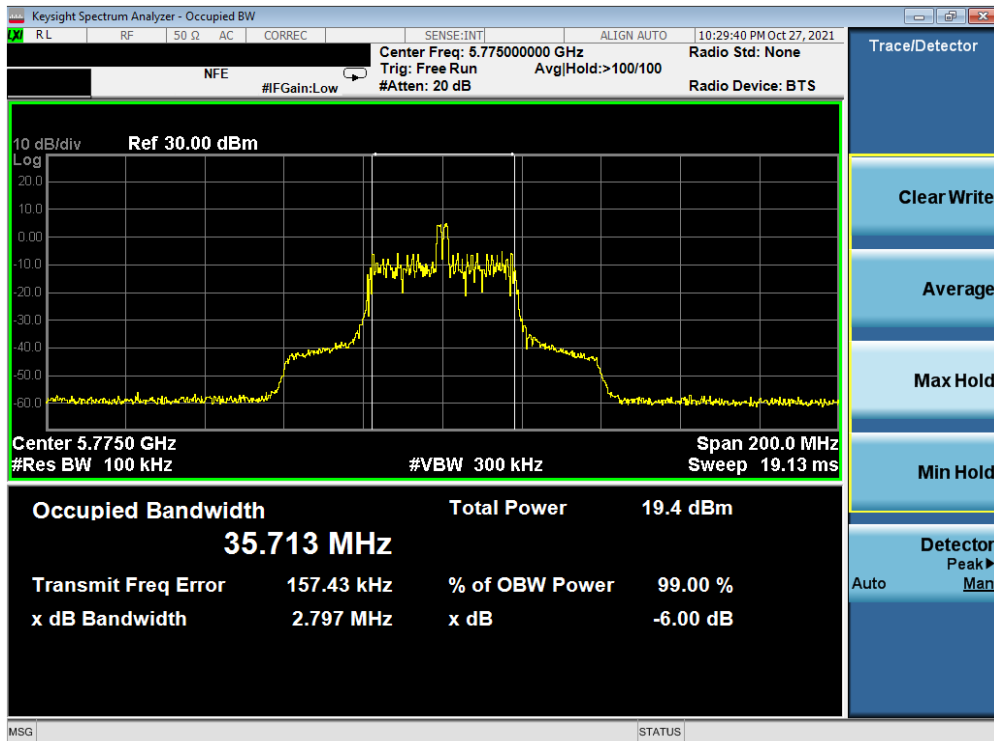 Keysight Spectrum Analyzer - Occupied BW
LXI RL RF 50 Ω AC CORREC SENSE:INT ALIGN AUTO 10:29:40 PM Oct 27, 2021
Center Freq: 5.775000000 GHz Radio Std: None
NFE Trig: Free Run Avg|Hold:>100/100
#IFGain:Low #Atten: 20 dB Radio Device: BTS
Trace/Detector
10 dB/div Ref 30.00 dBm
Log
20.0
10.0
0.00
-10.0
-20.0
-30.0
-40.0
-50.0
-60.0
Center 5.7750 GHz Span 200.0 MHz
#Res BW 100 kHz #VBW 300 kHz Sweep 19.13 ms
Occupied Bandwidth Total Power 19.4 dBm
35.713 MHz
Transmit Freq Error 157.43 kHz % of OBW Power 99.00 %
x dB Bandwidth 2.797 MHz x dB -6.00 dB
Clear Write
Average
Max Hold
Min Hold
Detector
Peak▶
Auto Man
MSG STATUS